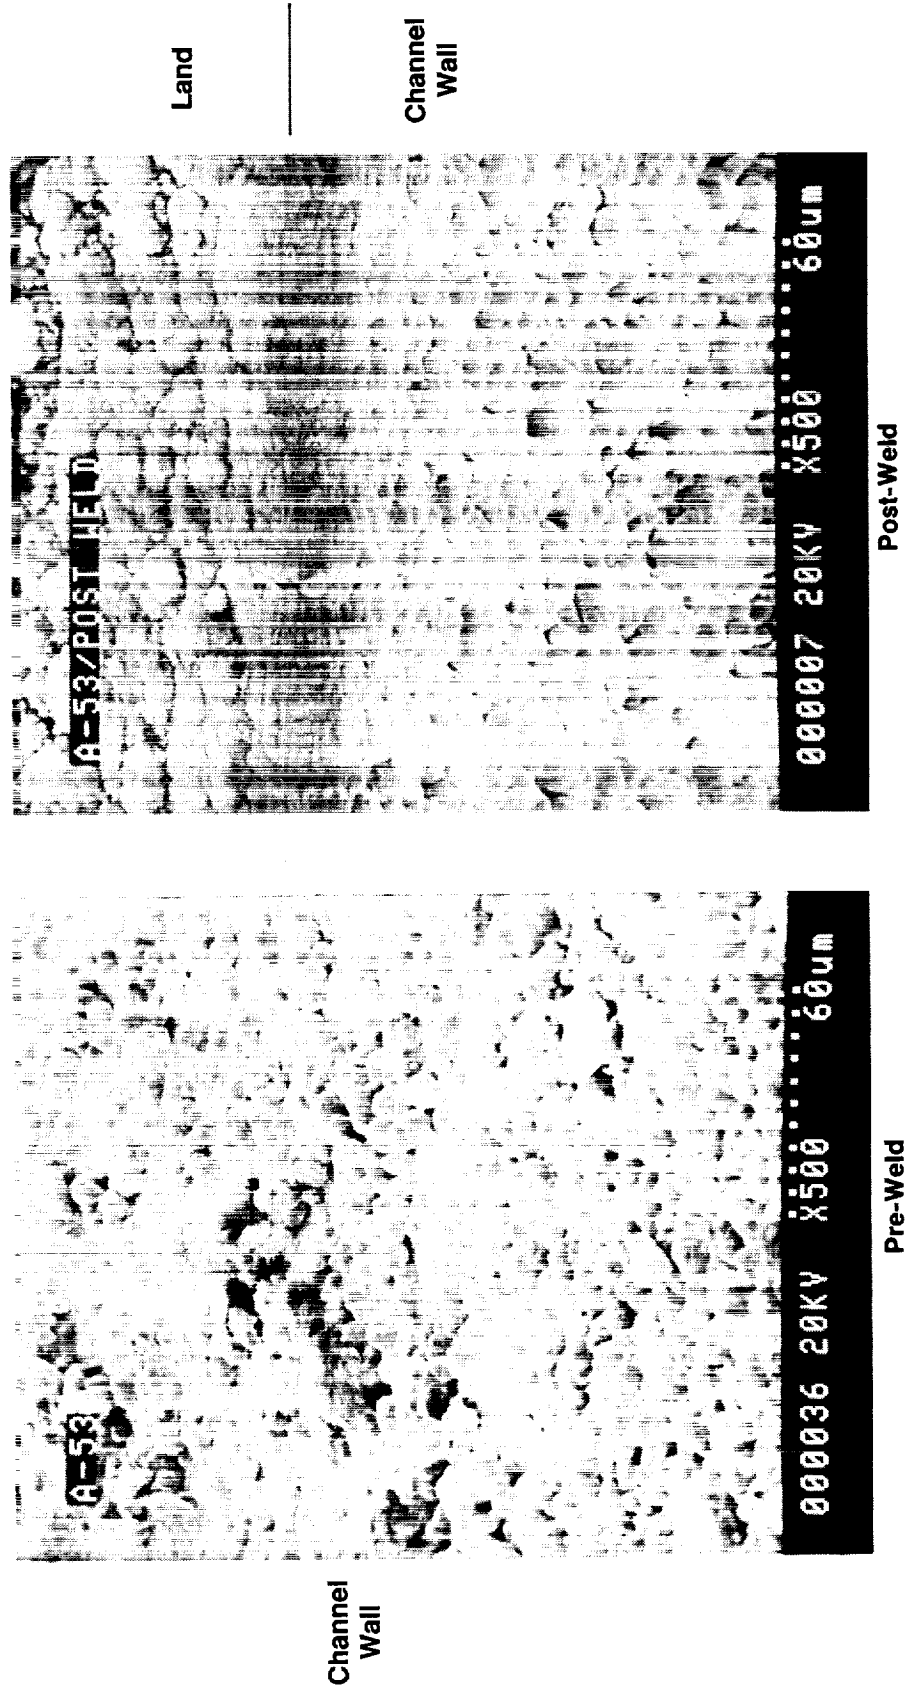 Channel
Wall
A-53
000036 20KV X500 60um
Pre-Weld
A-53/POST WELD
000007 20KV X500 60um
Post-Weld
Land
Channel
Wall